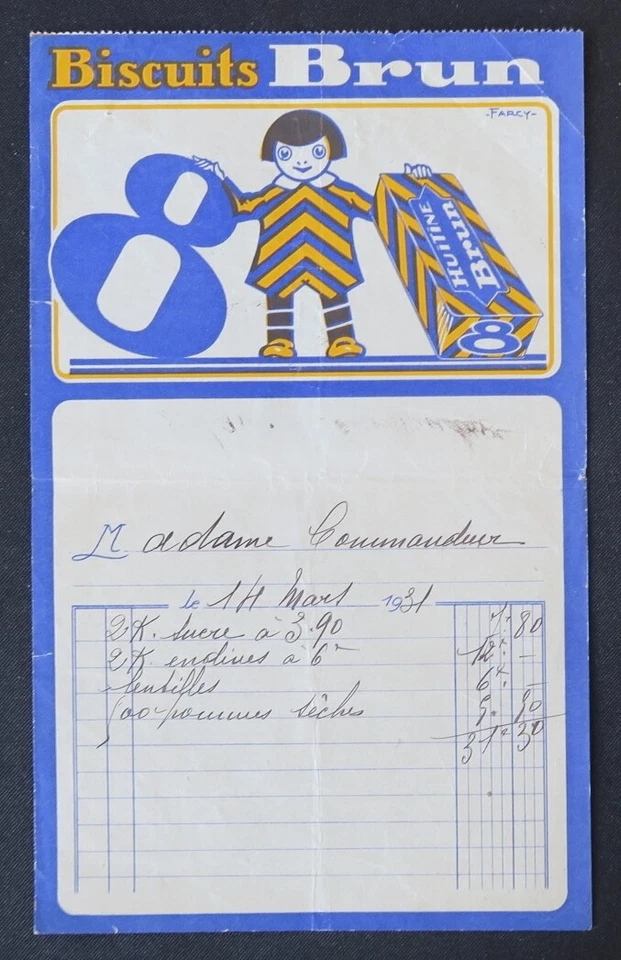 Biscuits Brun
-FARCY-
8
HUITINE
Brun
8
Madame Commandeur
le 14 Mars 1931
2K. sucre à 3.90 7. 80
2K. endives à 6 12. -
lentilles 6. -
500 pommes sèches 5. 50
31. 30